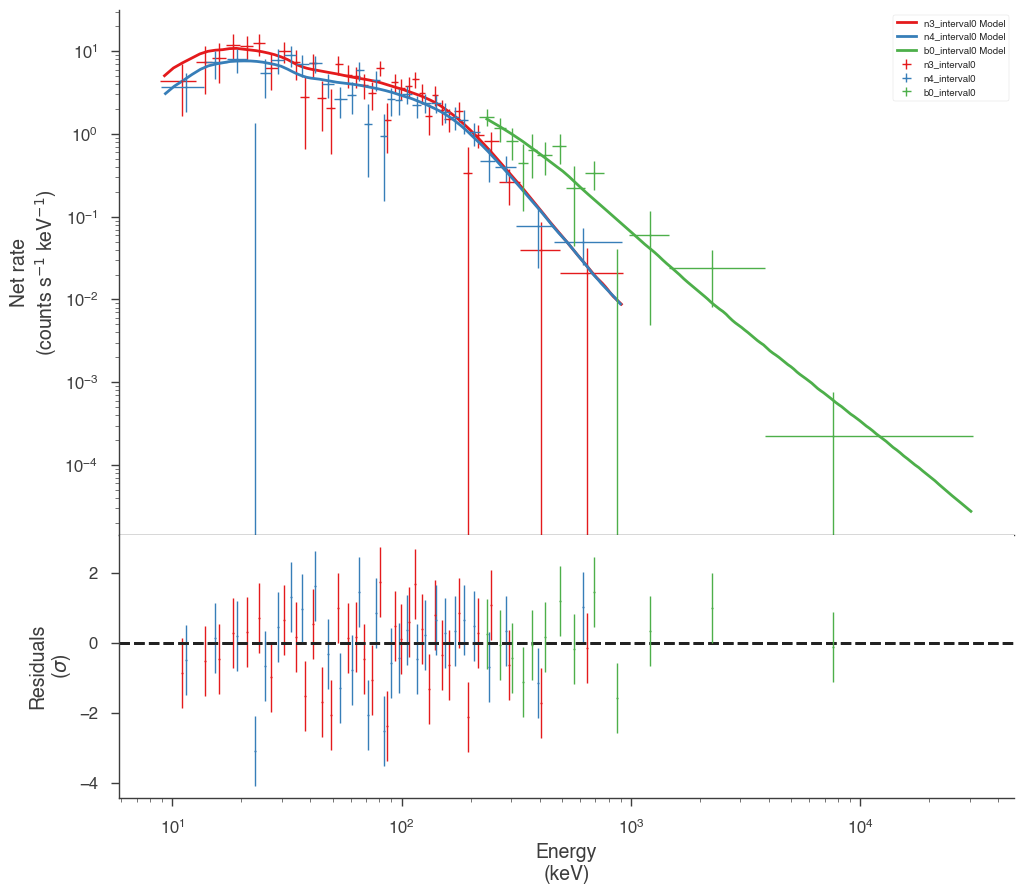 n3_interval0 Model
n4_interval0 Model
b0_interval0 Model
n3_interval0
n4_interval0
b0_interval0
Net rate
(counts s⁻¹ keV⁻¹)
10¹
10⁰
10⁻¹
10⁻²
10⁻³
10⁻⁴
Residuals
(σ)
2
0
−2
−4
10¹ 10² 10³ 10⁴
Energy
(keV)